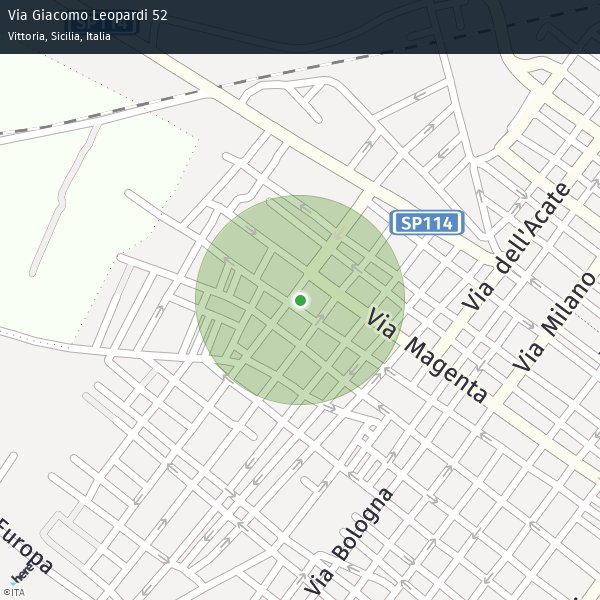 Via Giacomo Leopardi 52
Vittoria, Sicilia, Italia
SP114
SP114
Via dell'Acate
Via Milano
Via Magenta
Via Bologna
Europa
here
©ITA